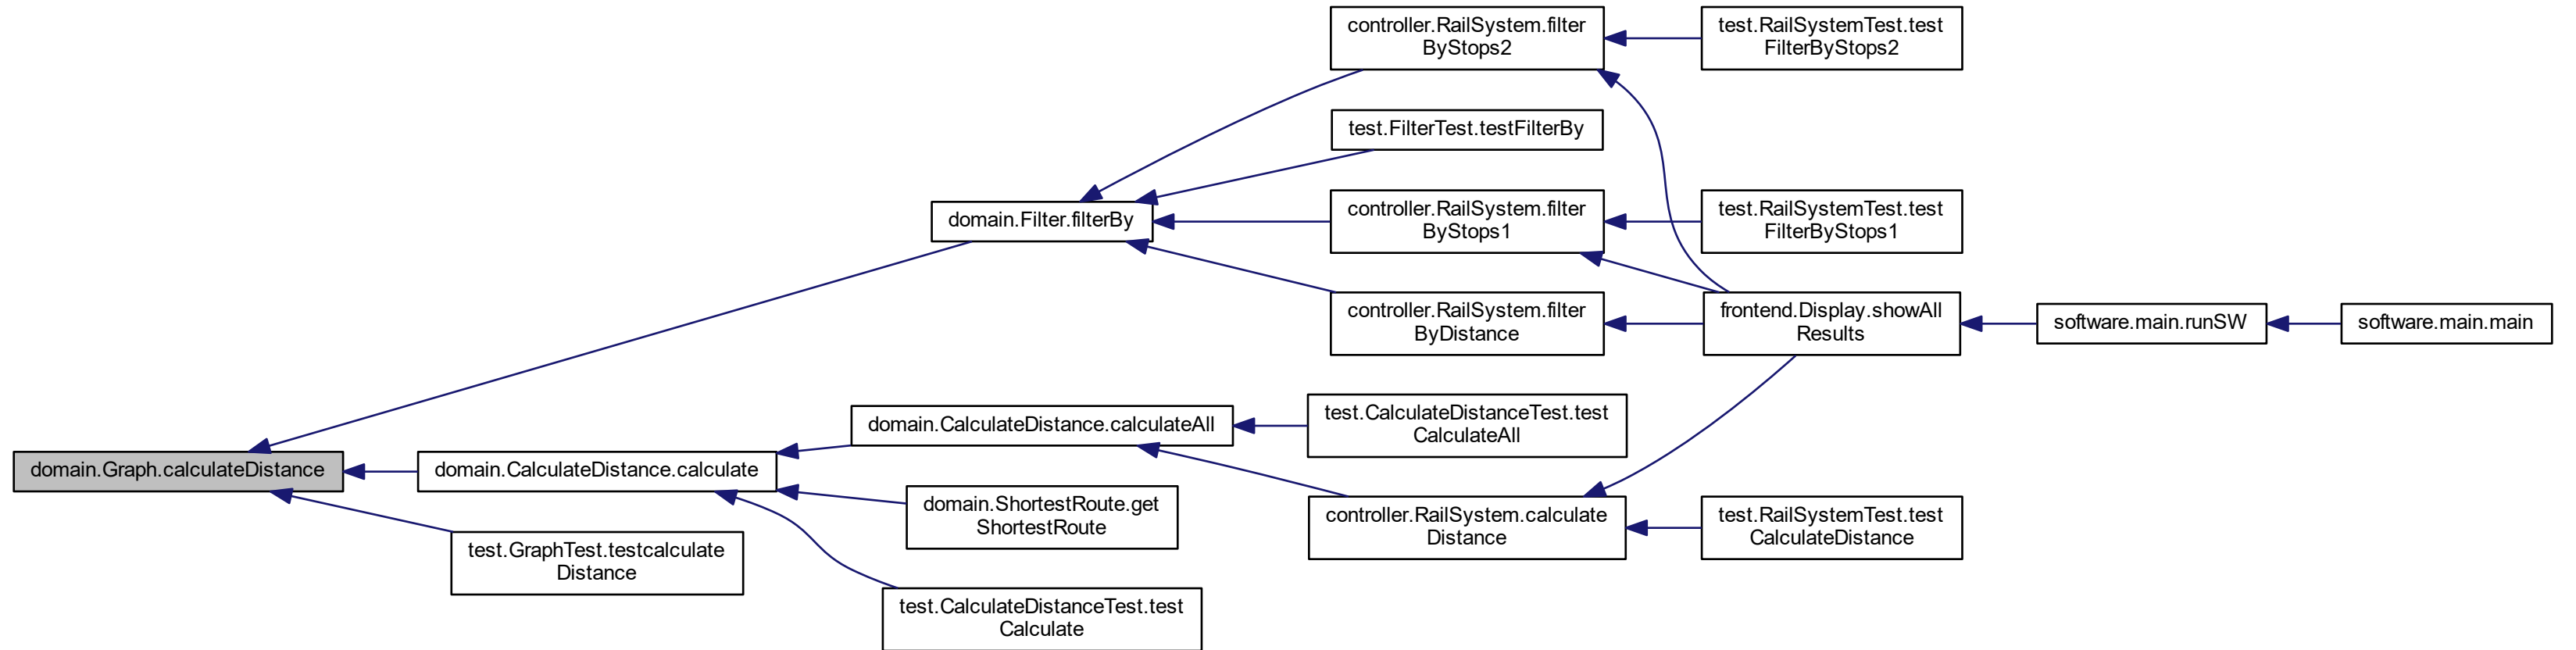 controller.RailSystem.filter
ByStops2
test.RailSystemTest.test
FilterByStops2
test.FilterTest.testFilterBy
domain.Filter.filterBy
controller.RailSystem.filter
ByStops1
test.RailSystemTest.test
FilterByStops1
controller.RailSystem.filter
ByDistance
frontend.Display.showAll
Results
software.main.runSW
software.main.main
domain.CalculateDistance.calculateAll
test.CalculateDistanceTest.test
CalculateAll
domain.Graph.calculateDistance
domain.CalculateDistance.calculate
domain.ShortestRoute.get
ShortestRoute
controller.RailSystem.calculate
Distance
test.RailSystemTest.test
CalculateDistance
test.GraphTest.testcalculate
Distance
test.CalculateDistanceTest.test
Calculate